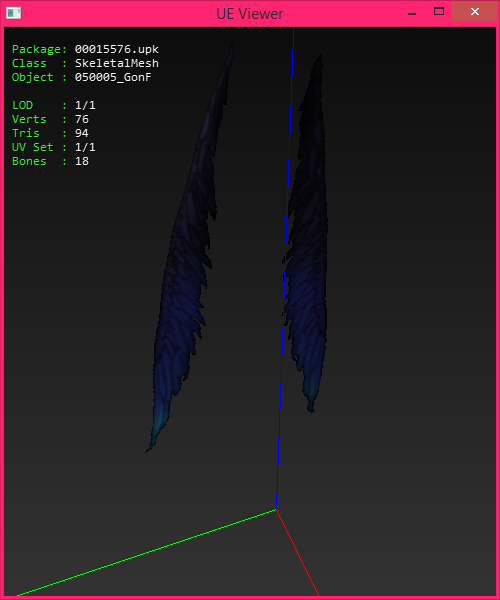 UE Viewer
Package: 00015576.upk
Class  : SkeletalMesh
Object : 050005_GonF
LOD    : 1/1
Verts  : 76
Tris   : 94
UV Set : 1/1
Bones  : 18